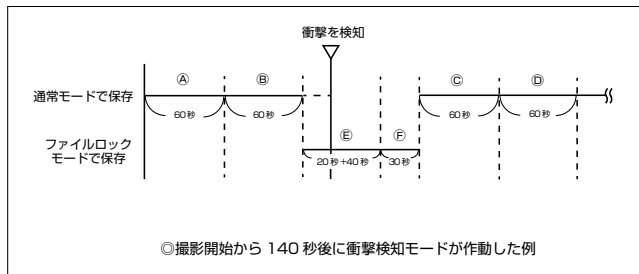 衝撃を検知
Ⓐ Ⓑ Ⓒ Ⓓ
通常モードで保存
60秒 60秒 60秒 60秒
Ⓔ Ⓕ
ファイルロック
モードで保存
20秒+40秒 30秒
◎撮影開始から 140 秒後に衝撃検知モードが作動した例